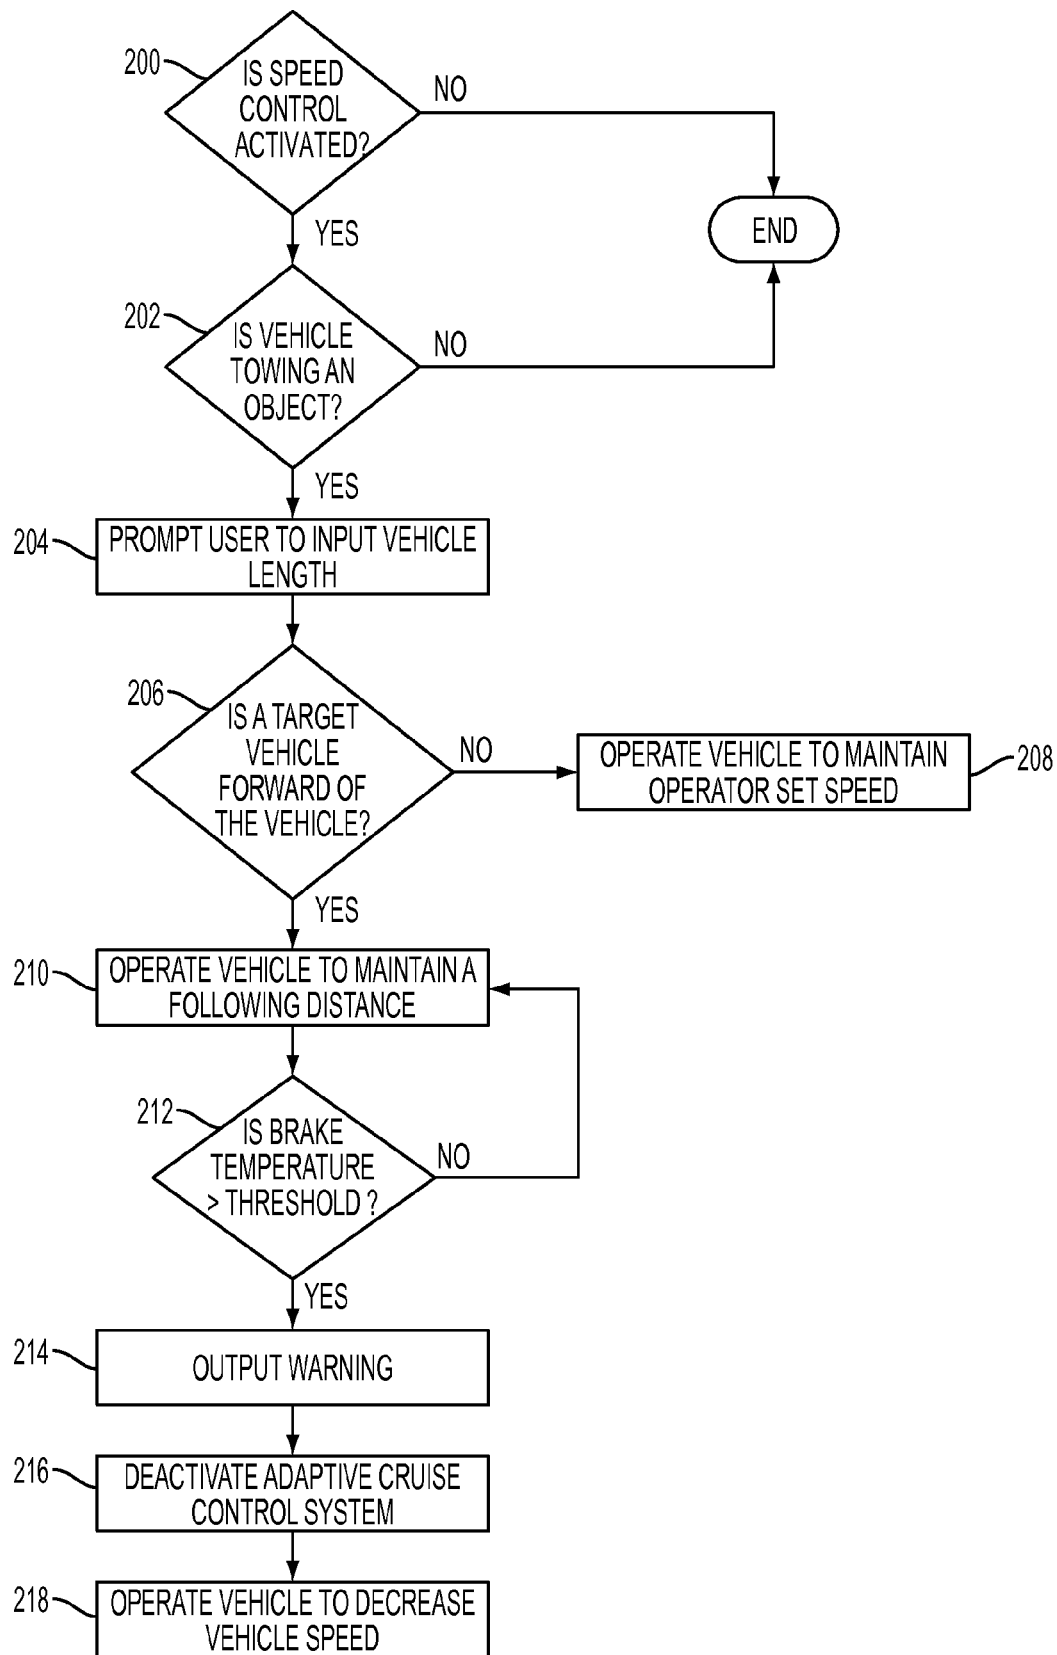 200
IS SPEED
CONTROL
ACTIVATED?
NO
YES
END
202
IS VEHICLE
TOWING AN
OBJECT?
NO
YES
204
PROMPT USER TO INPUT VEHICLE
LENGTH
206
IS A TARGET
VEHICLE
FORWARD OF
THE VEHICLE?
NO
OPERATE VEHICLE TO MAINTAIN
OPERATOR SET SPEED
208
YES
210
OPERATE VEHICLE TO MAINTAIN A
FOLLOWING DISTANCE
212
IS BRAKE
TEMPERATURE
> THRESHOLD ?
NO
YES
214
OUTPUT WARNING
216
DEACTIVATE ADAPTIVE CRUISE
CONTROL SYSTEM
218
OPERATE VEHICLE TO DECREASE
VEHICLE SPEED